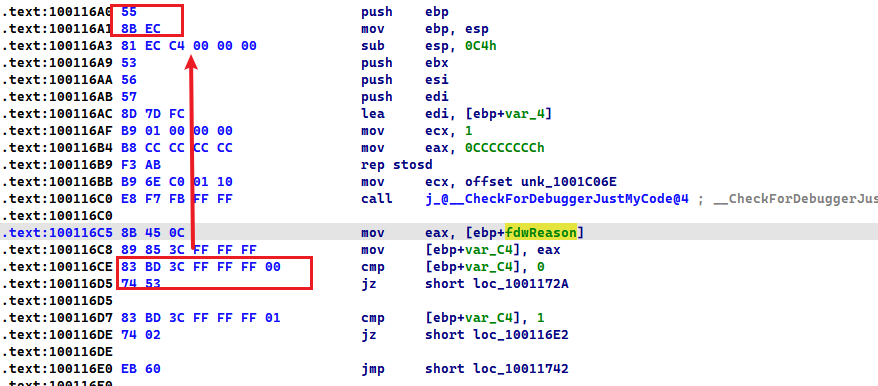 .text:100116A0 55 push ebp
.text:100116A1 8B EC mov ebp, esp
.text:100116A3 81 EC C4 00 00 00 sub esp, 0C4h
.text:100116A9 53 push ebx
.text:100116AA 56 push esi
.text:100116AB 57 push edi
.text:100116AC 8D 7D FC lea edi, [ebp+var_4]
.text:100116AF B9 01 00 00 00 mov ecx, 1
.text:100116B4 B8 CC CC CC CC mov eax, 0CCCCCCCCh
.text:100116B9 F3 AB rep stosd
.text:100116BB B9 6E C0 01 10 mov ecx, offset unk_1001C06E
.text:100116C0 E8 F7 FB FF FF call j_@__CheckForDebuggerJustMyCode@4 ; __CheckForDebuggerJus
.text:100116C0
.text:100116C5 8B 45 0C mov eax, [ebp+fdwReason]
.text:100116C8 89 85 3C FF FF FF mov [ebp+var_C4], eax
.text:100116CE 83 BD 3C FF FF FF 00 cmp [ebp+var_C4], 0
.text:100116D5 74 53 jz short loc_1001172A
.text:100116D5
.text:100116D7 83 BD 3C FF FF FF 01 cmp [ebp+var_C4], 1
.text:100116DE 74 02 jz short loc_100116E2
.text:100116DE
.text:100116E0 EB 60 jmp short loc_10011742
.text:100116E0